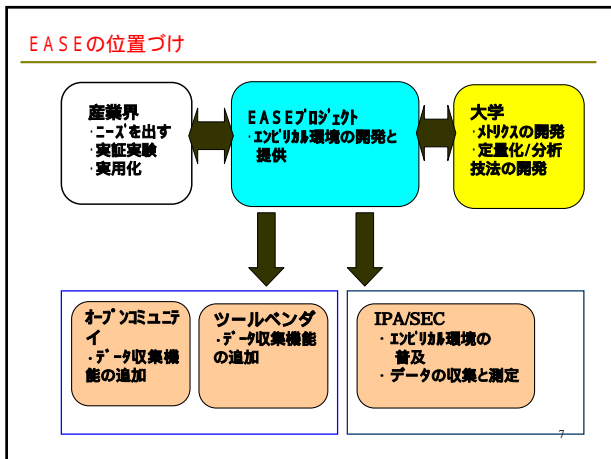 EASEの位置づけ
産業界
・ニーズを出す
・実証実験
・実用化
EASEプロジェクト
・エンピリカル環境の開発と
提供
大学
・メトリクスの開発
・定量化/分析
技法の開発
オープンコミュニテ
イ
・データ収集機
能の追加
ツールベンダ
・データ収集機能
の追加
IPA/SEC
・ エンピリカル環境の
普及
・ データの収集と測定
7